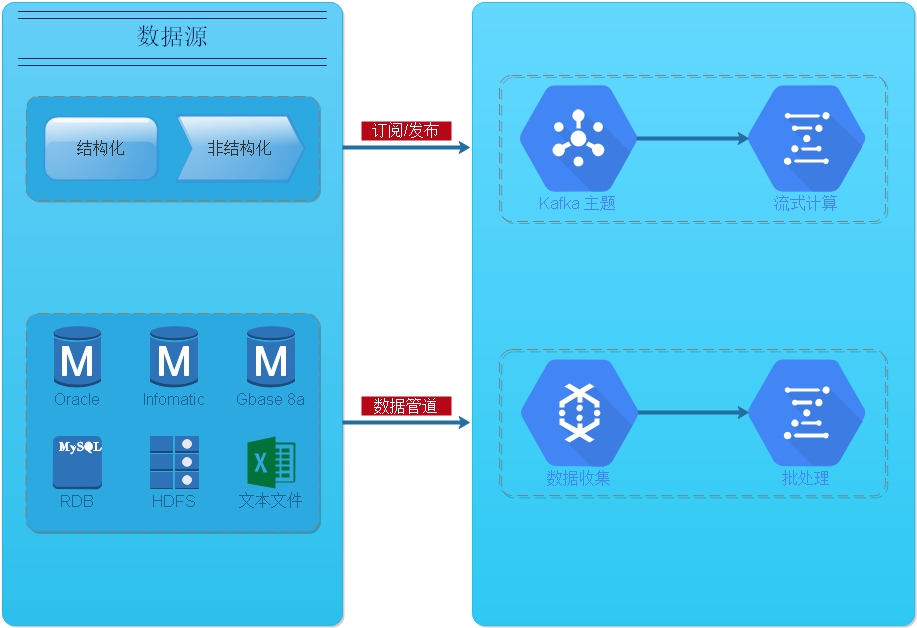 数据源
结构化
非结构化
订阅/发布
Kafka 主题
流式计算
M
M
M
Oracle
Infomatic
Gbase 8a
MySQL
X
RDB
HDFS
文本文件
数据管道
数据收集
批处理